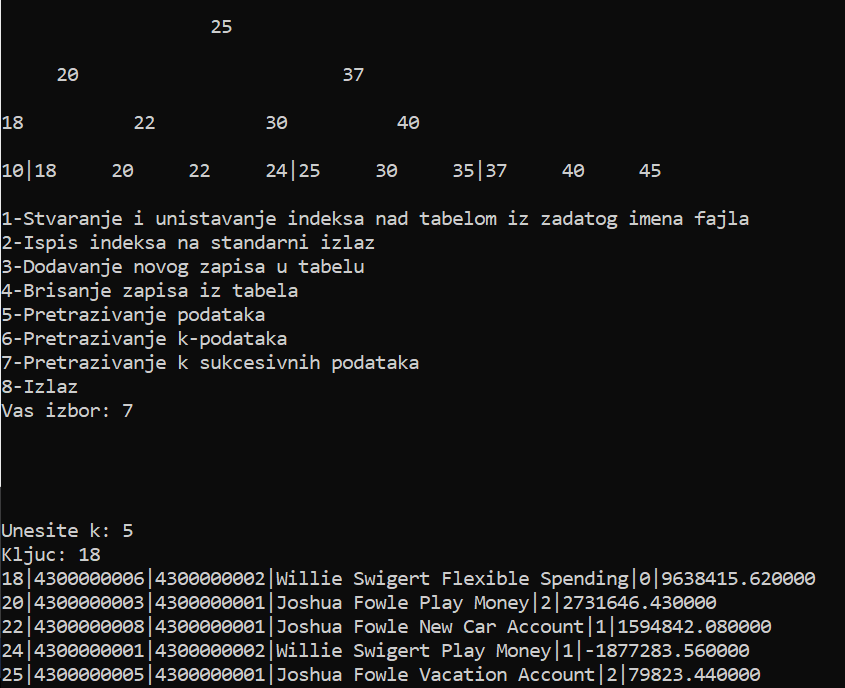 25
20 37
18 22 30 40
10|18 20 22 24|25 30 35|37 40 45
1-Stvaranje i unistavanje indeksa nad tabelom iz zadatog imena fajla
2-Ispis indeksa na standarni izlaz
3-Dodavanje novog zapisa u tabelu
4-Brisanje zapisa iz tabela
5-Pretrazivanje podataka
6-Pretrazivanje k-podataka
7-Pretrazivanje k sukcesivnih podataka
8-Izlaz
Vas izbor: 7
Unesite k: 5
Kljuc: 18
18|4300000006|4300000002|Willie Swigert Flexible Spending|0|9638415.620000
20|4300000003|4300000001|Joshua Fowle Play Money|2|2731646.430000
22|4300000008|4300000001|Joshua Fowle New Car Account|1|1594842.080000
24|4300000001|4300000002|Willie Swigert Play Money|1|-1877283.560000
25|4300000005|4300000001|Joshua Fowle Vacation Account|2|79823.440000